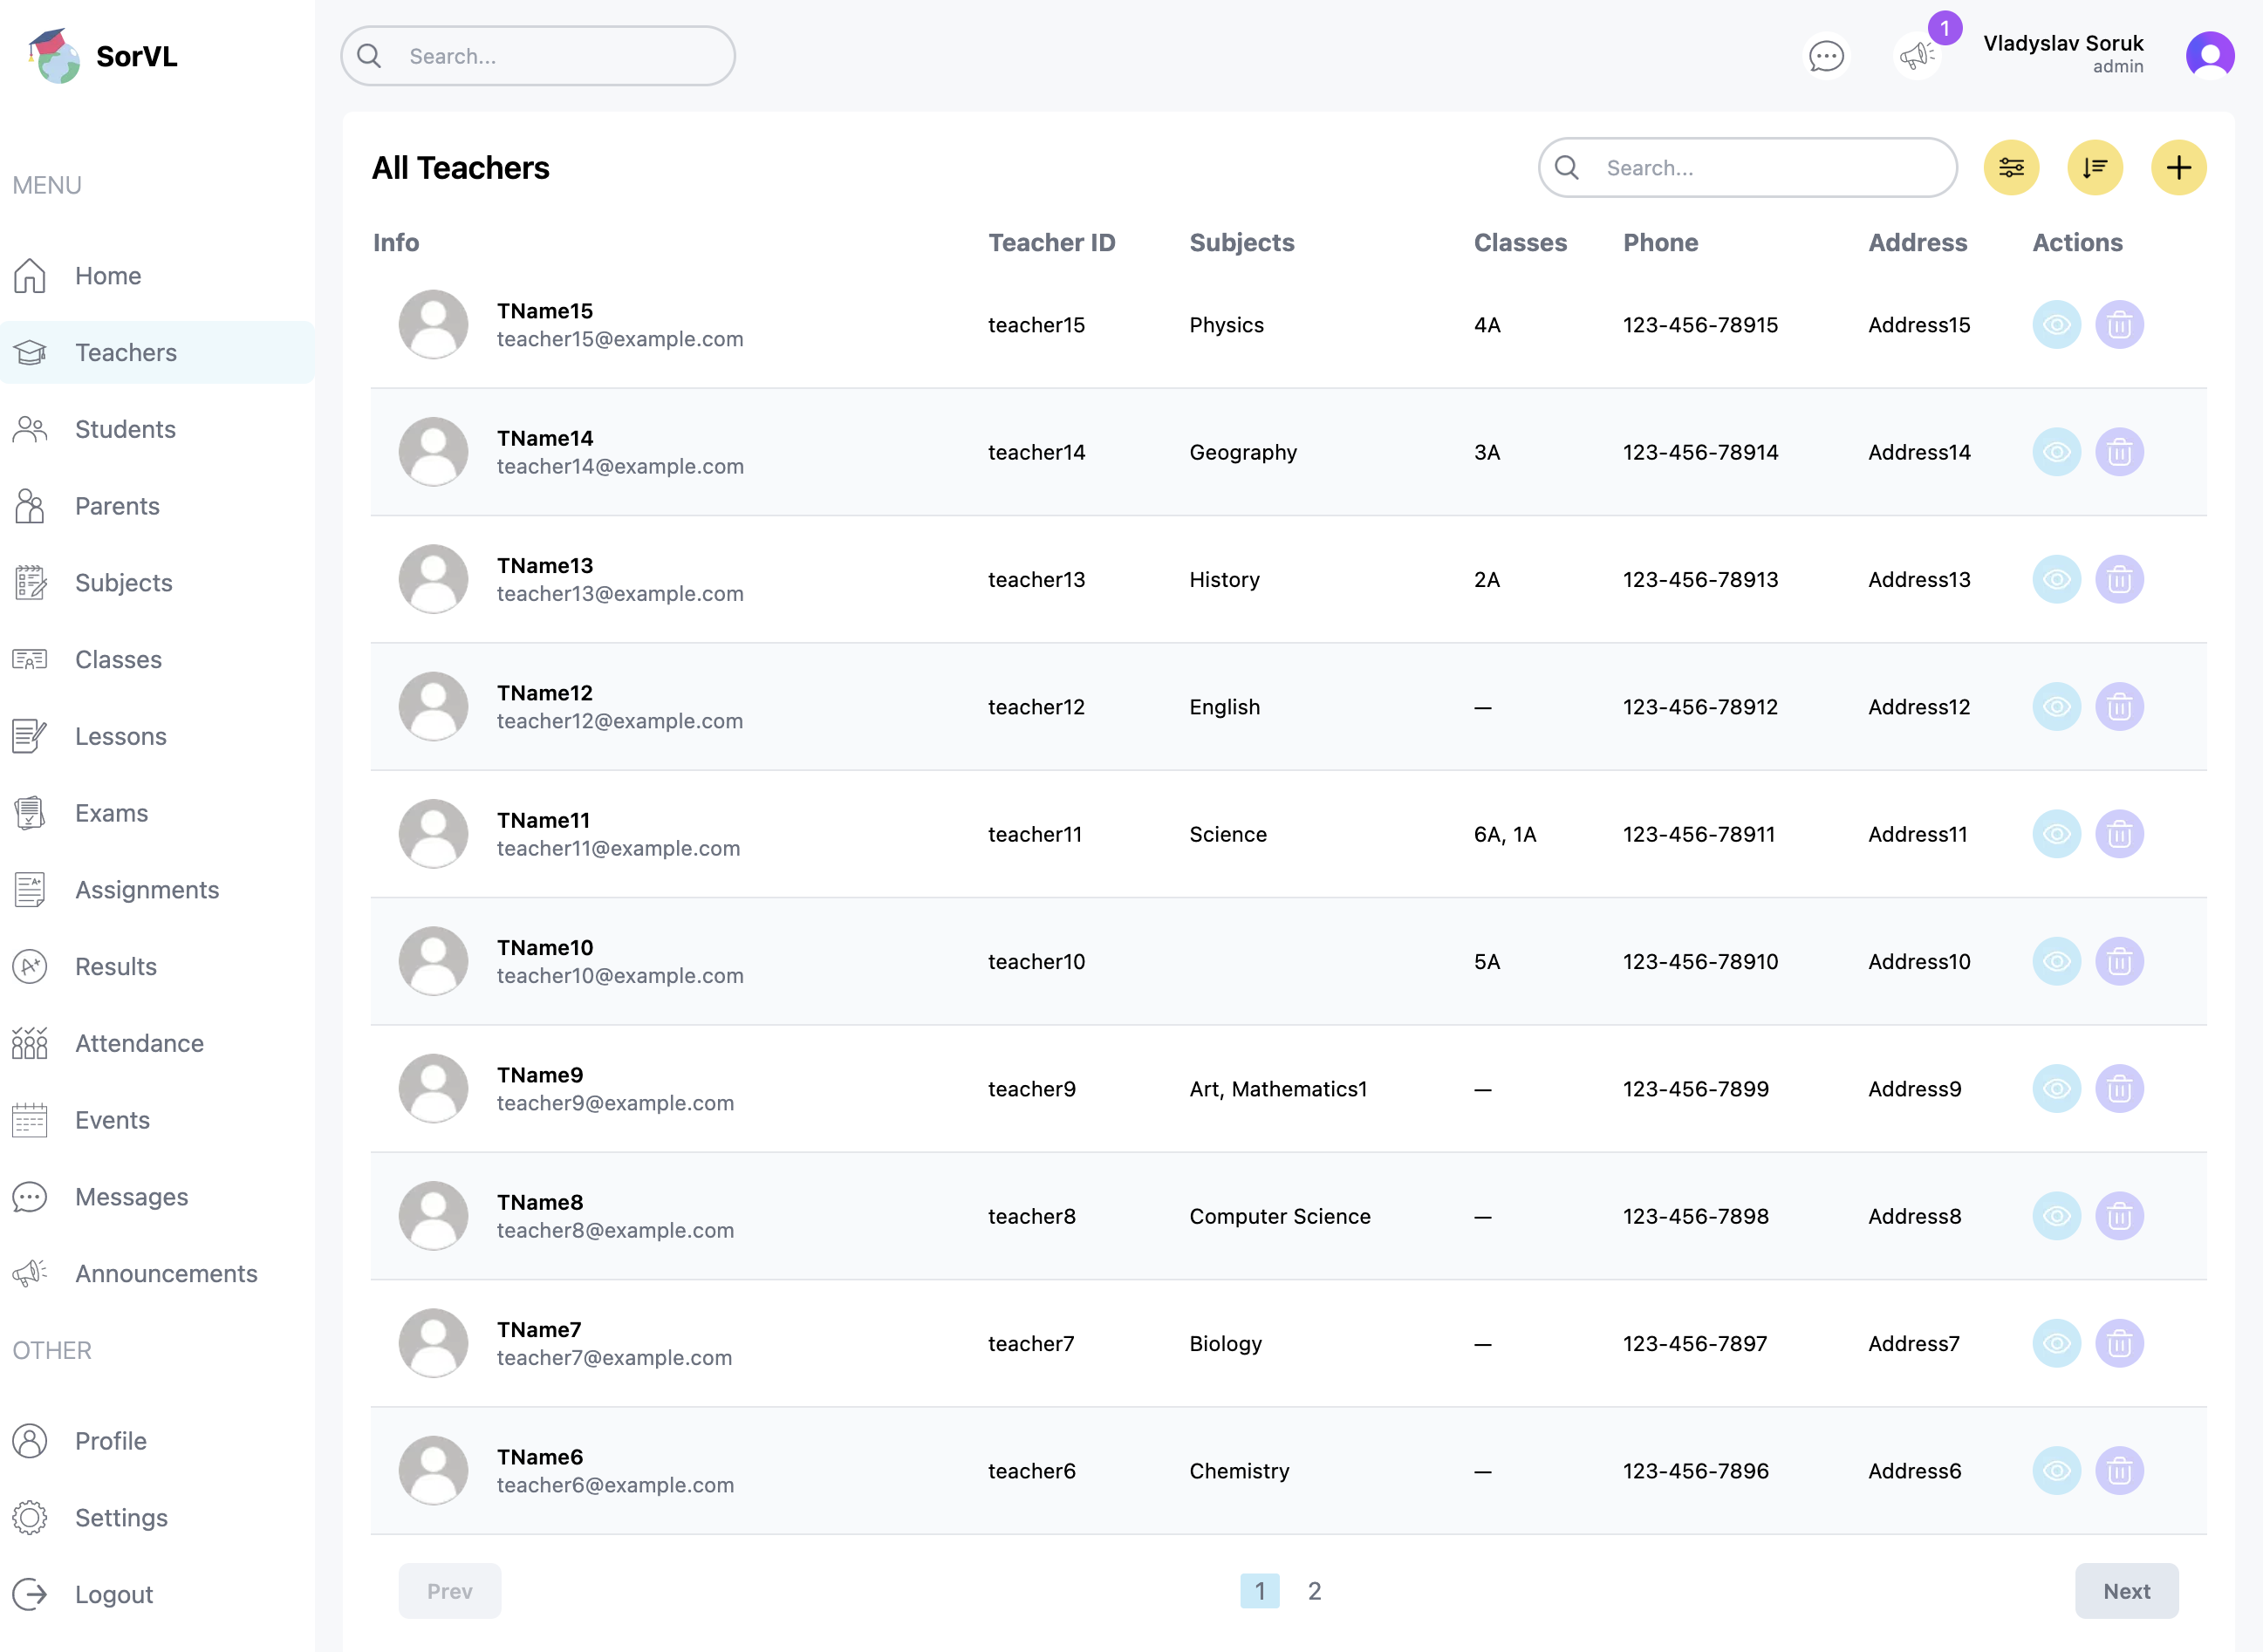 SorVL
Search...
1
Vladyslav Soruk
admin
MENU
Home
Teachers
Students
Parents
Subjects
Classes
Lessons
Exams
Assignments
Results
Attendance
Events
Messages
Announcements
OTHER
Profile
Settings
Logout
All Teachers
Search...
Info Teacher ID Subjects Classes Phone Address Actions
TName15
teacher15@example.com
teacher15 Physics 4A 123-456-78915 Address15
TName14
teacher14@example.com
teacher14 Geography 3A 123-456-78914 Address14
TName13
teacher13@example.com
teacher13 History 2A 123-456-78913 Address13
TName12
teacher12@example.com
teacher12 English — 123-456-78912 Address12
TName11
teacher11@example.com
teacher11 Science 6A, 1A 123-456-78911 Address11
TName10
teacher10@example.com
teacher10 5A 123-456-78910 Address10
TName9
teacher9@example.com
teacher9 Art, Mathematics1 — 123-456-7899 Address9
TName8
teacher8@example.com
teacher8 Computer Science — 123-456-7898 Address8
TName7
teacher7@example.com
teacher7 Biology — 123-456-7897 Address7
TName6
teacher6@example.com
teacher6 Chemistry — 123-456-7896 Address6
Prev 1 2 Next